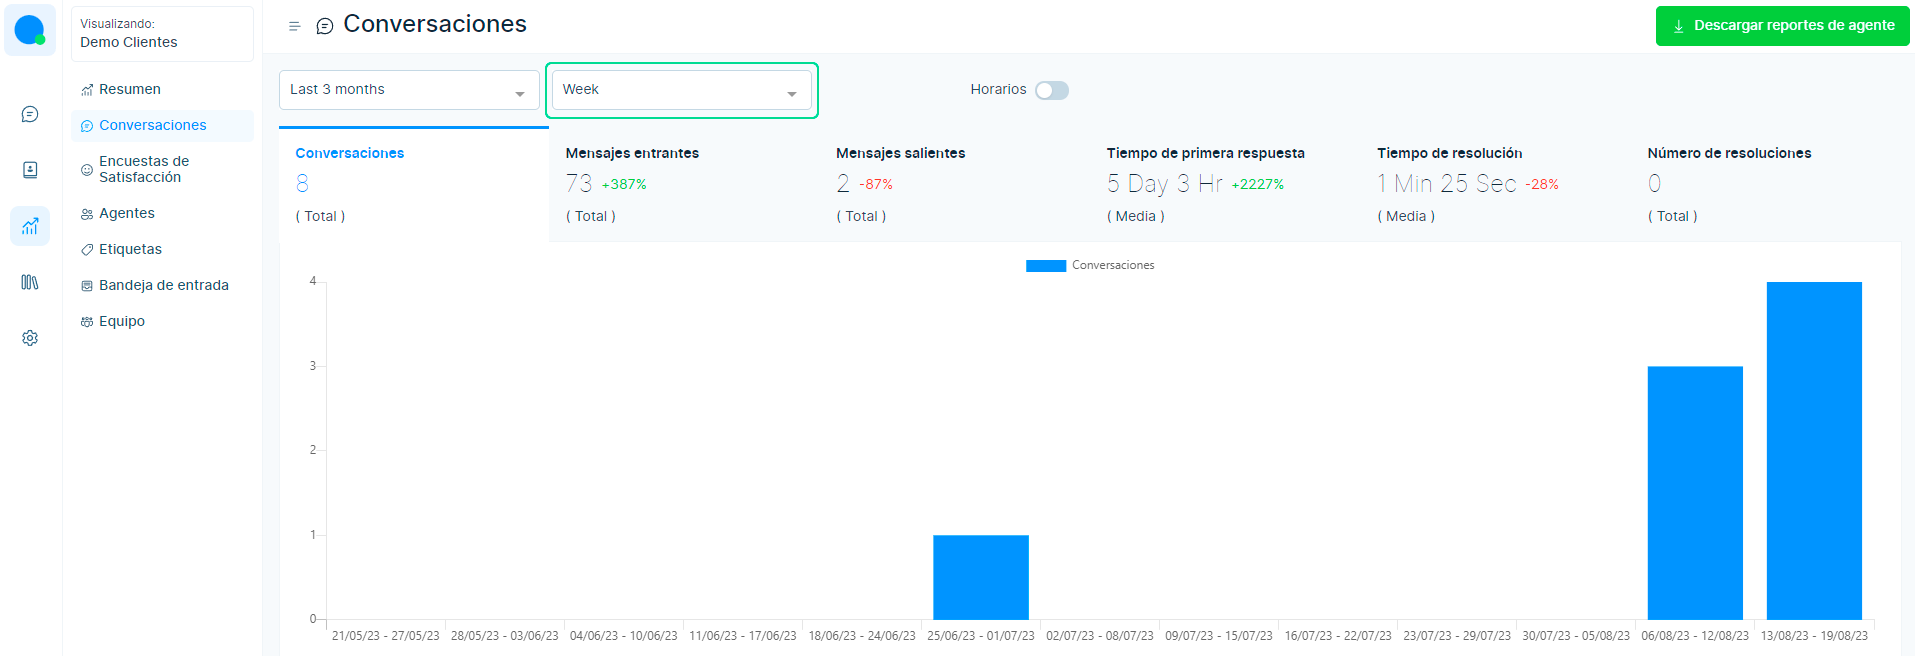 Visualizando:
Demo Clientes
Resumen
Conversaciones
Encuestas de
Satisfacción
Agentes
Etiquetas
Bandeja de entrada
Equipo
Conversaciones
Descargar reportes de agente
Last 3 months
Week
Horarios
Conversaciones
8
( Total )
Mensajes entrantes
73 +387%
( Total )
Mensajes salientes
2 -87%
( Total )
Tiempo de primera respuesta
5 Day 3 Hr +2227%
( Media )
Tiempo de resolución
1 Min 25 Sec -28%
( Media )
Número de resoluciones
0
( Total )
Conversaciones
4
3
2
1
0
21/05/23 - 27/05/23 28/05/23 - 03/06/23 04/06/23 - 10/06/23 11/06/23 - 17/06/23 18/06/23 - 24/06/23 25/06/23 - 01/07/23 02/07/23 - 08/07/23 09/07/23 - 15/07/23 16/07/23 - 22/07/23 23/07/23 - 29/07/23 30/07/23 - 05/08/23 06/08/23 - 12/08/23 13/08/23 - 19/08/23